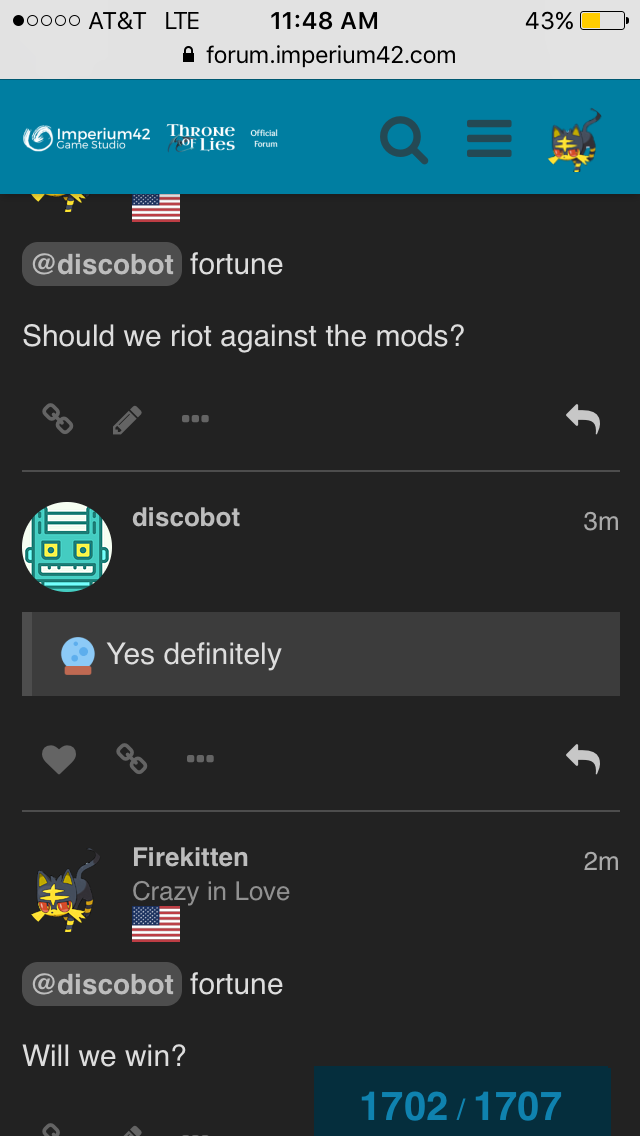 AT&T LTE 11:48 AM 43%
forum.imperium42.com
Imperium42
Game Studio
THRONE
OF LIES
Official
Forum
@discobot fortune
Should we riot against the mods?
discobot
3m
Yes definitely
Firekitten
2m
Crazy in Love
@discobot fortune
Will we win?
1702 / 1707